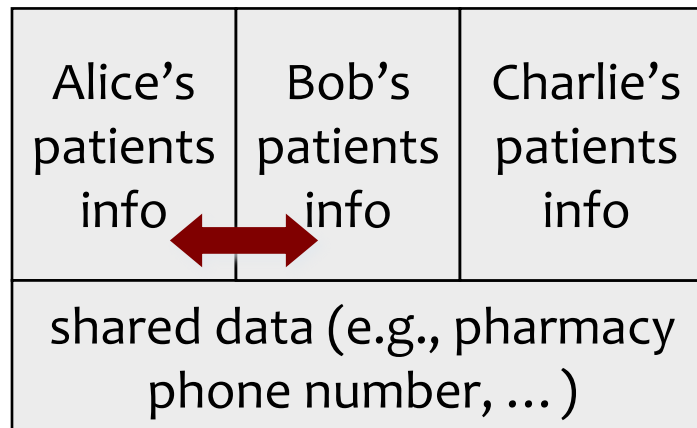 Alice’s
patients
info
Bob’s
patients
info
Charlie’s
patients
info
shared data (e.g., pharmacy
phone number, … )